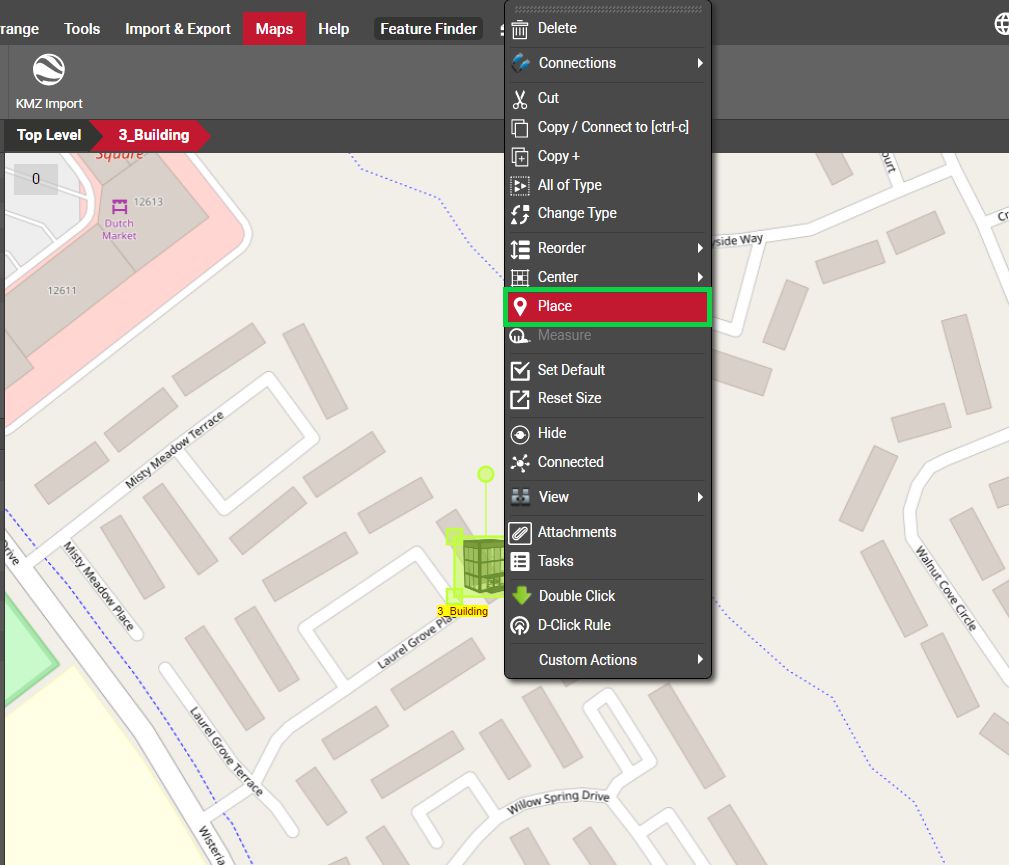 range Tools Import & Export Maps Help Feature Finder
KMZ Import
Top Level 3_Building
0
Square
12613
Dutch
Market
12611
Misty Meadow Terrace
Drive
Misty Meadow Place
3_Building
Laurel Grove Pla
Laurel Grove Terrace
Wisteria
Willow Spring Drive
Delete
Connections
Cut
Copy / Connect to [ctrl-c]
Copy +
All of Type
Change Type
Reorder
Center
Place
Measure
Set Default
Reset Size
Hide
Connected
View
Attachments
Tasks
Double Click
D-Click Rule
Custom Actions
yside Way
ourt
Cr
Walnut Cove Circle